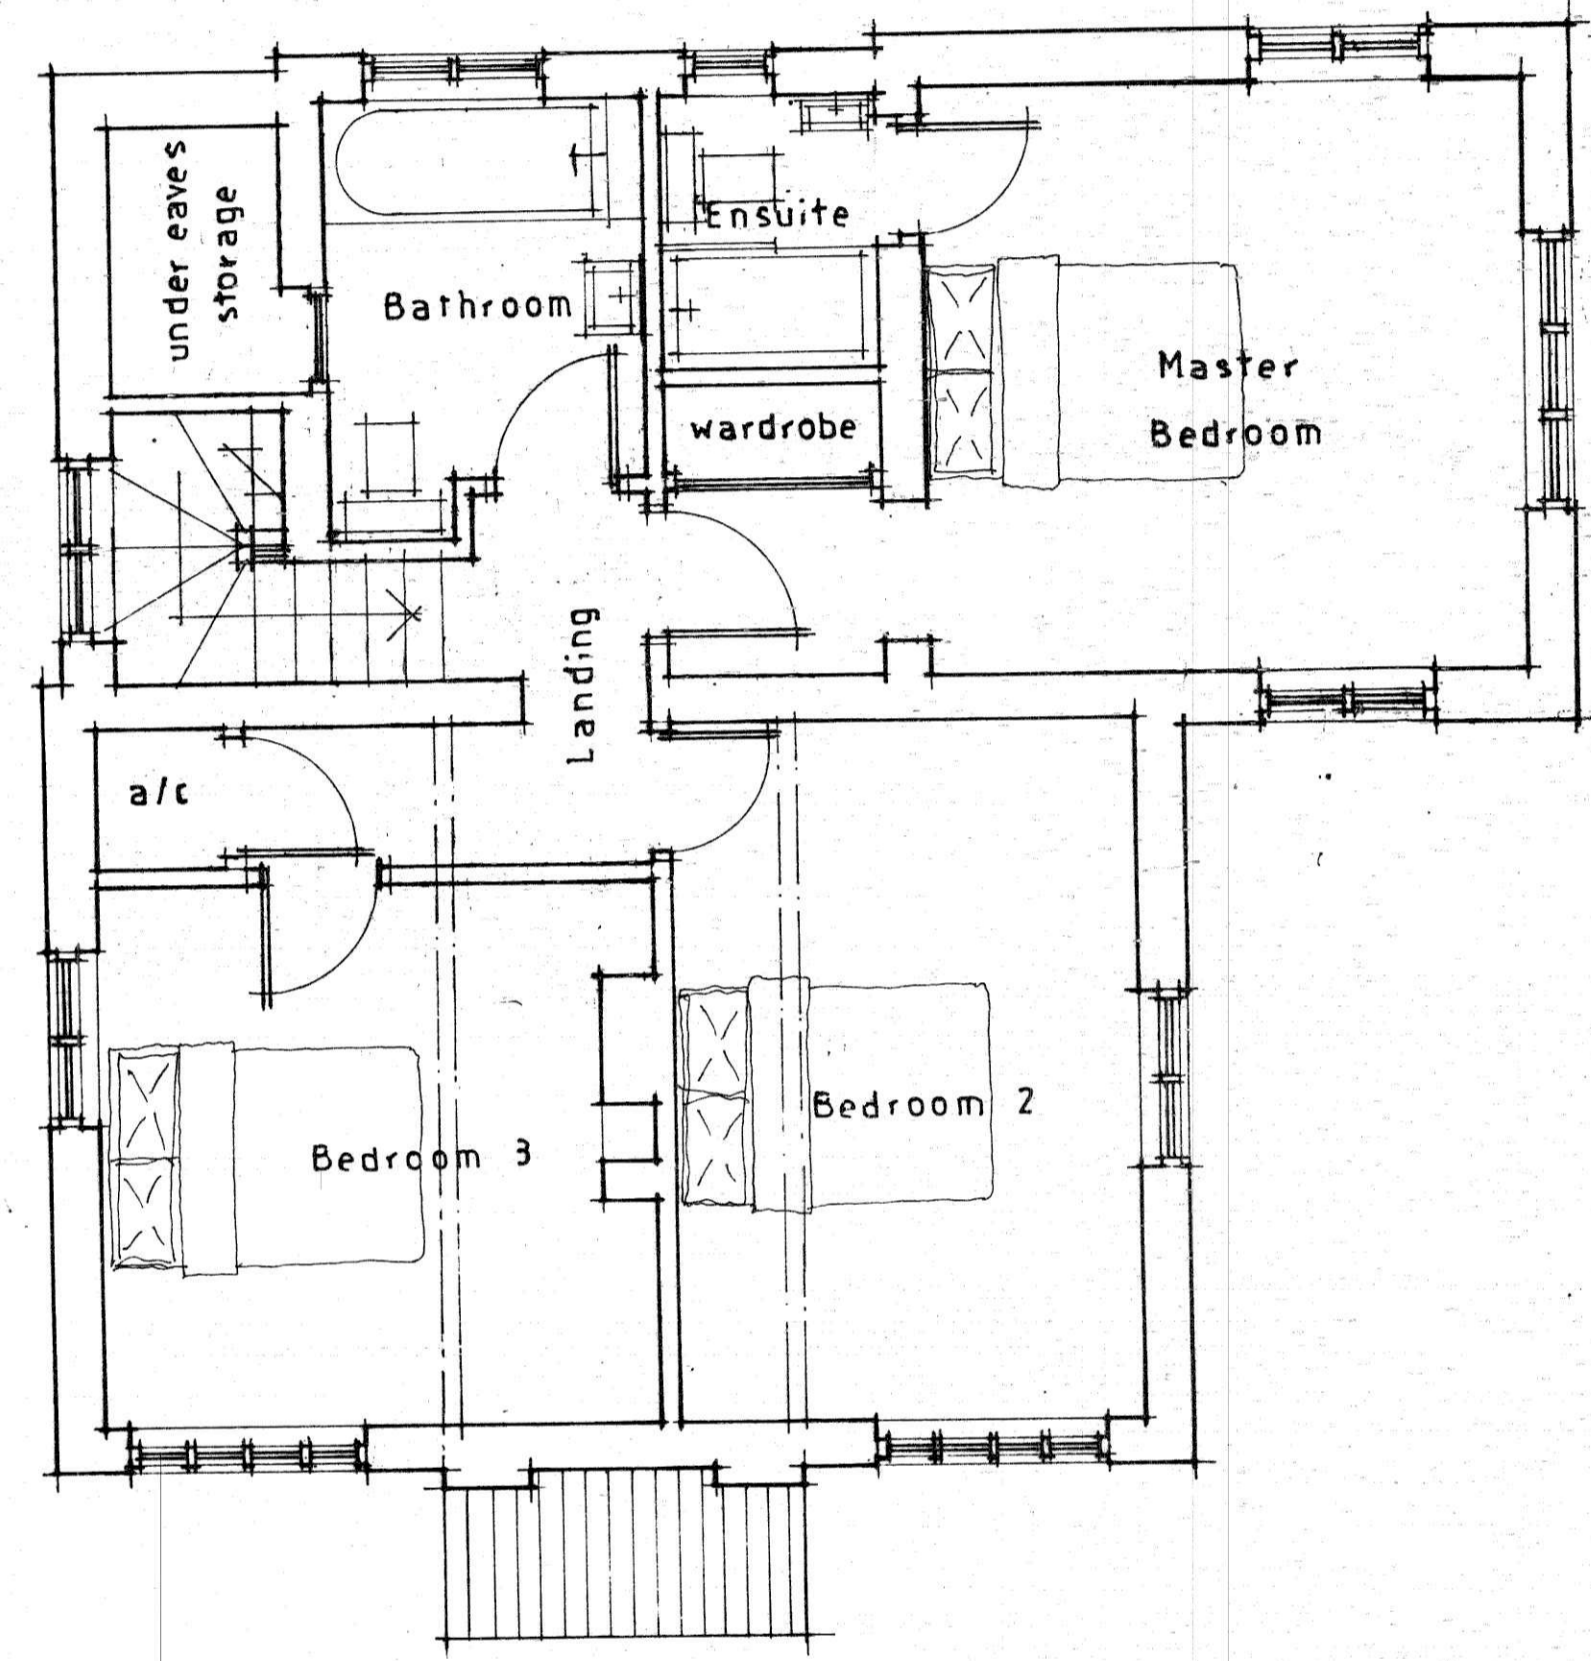 under eaves
storage
Bathroom
Ensuite
wardrobe
Master
Bedroom
Landing
a/c
Bedroom 3
Bedroom 2